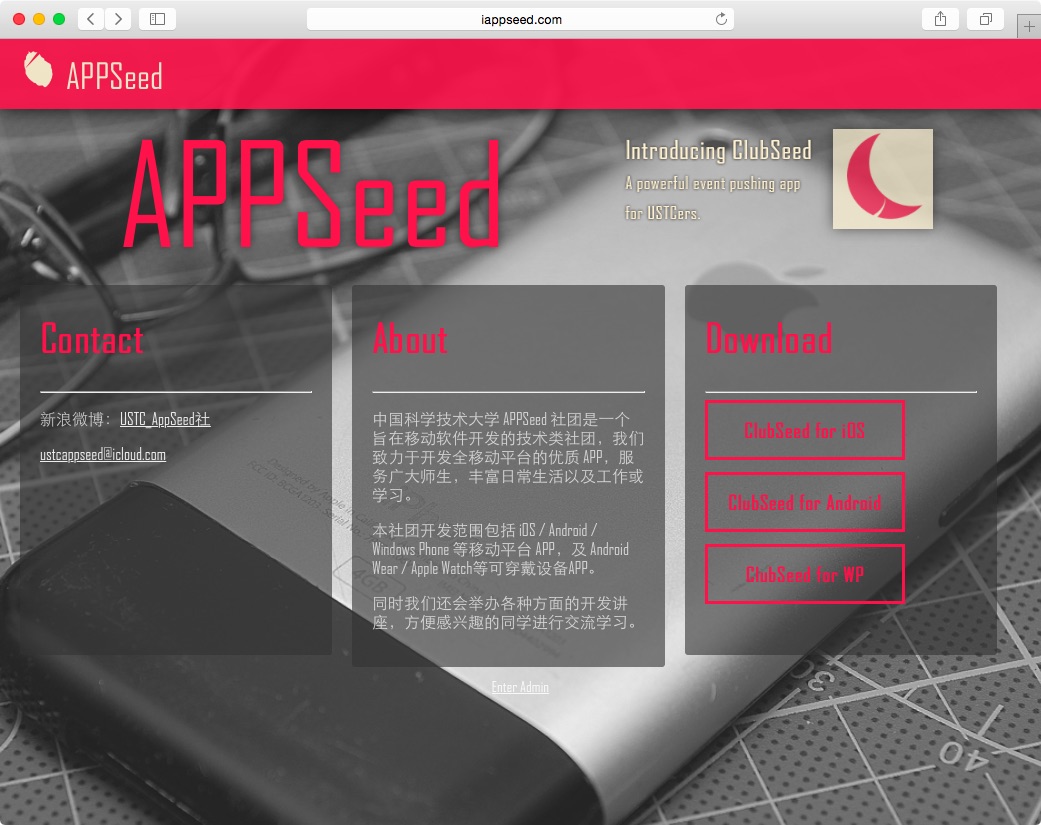 iappseed.com
APPSeed
APPSeed
Introducing ClubSeed
A powerful event pushing app
for USTCers.
Contact
新浪微博：USTC_AppSeed社
ustcappseed@icloud.com
About
中国科学技术大学 APPSeed 社团是一个
旨在移动软件开发的技术类社团，我们
致力于开发全移动平台的优质 APP，服
务广大师生，丰富日常生活以及工作或
学习。
本社团开发范围包括 iOS / Android /
Windows Phone 等移动平台 APP，及 Android
Wear / Apple Watch等可穿戴设备APP。
同时我们还会举办各种方面的开发讲
座，方便感兴趣的同学进行交流学习。
Download
ClubSeed for iOS
ClubSeed for Android
ClubSeed for WP
Enter Admin
30
40